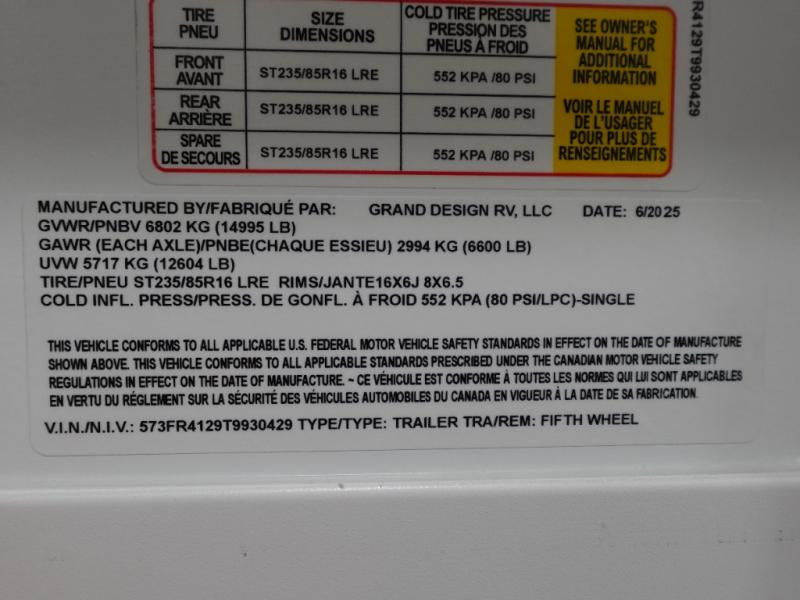 TIRE PNEU SIZE DIMENSIONS COLD TIRE PRESSURE PRESSION DES PNEUS À FROID
FRONT AVANT ST235/85R16 LRE 552 KPA /80 PSI
REAR ARRIÈRE ST235/85R16 LRE 552 KPA /80 PSI
SPARE DE SECOURS ST235/85R16 LRE 552 KPA /80 PSI
SEE OWNER'S
MANUAL FOR
ADDITIONAL
INFORMATION
VOIR LE MANUEL
DE L'USAGER
POUR PLUS DE
RENSEIGNEMENTS
R4129T9930429
MANUFACTURED BY/FABRIQUÉ PAR: GRAND DESIGN RV, LLC DATE: 6/2025
GVWR/PNBV 6802 KG (14995 LB)
GAWR (EACH AXLE)/PNBE(CHAQUE ESSIEU) 2994 KG (6600 LB)
UVW 5717 KG (12604 LB)
TIRE/PNEU ST235/85R16 LRE RIMS/JANTE16X6J 8X6.5
COLD INFL. PRESS/PRESS. DE GONFL. À FROID 552 KPA (80 PSI/LPC)-SINGLE
THIS VEHICLE CONFORMS TO ALL APPLICABLE U.S. FEDERAL MOTOR VEHICLE SAFETY STANDARDS IN EFFECT ON THE DATE OF MANUFACTURE
SHOWN ABOVE. THIS VEHICLE CONFORMS TO ALL APPLICABLE STANDARDS PRESCRIBED UNDER THE CANADIAN MOTOR VEHICLE SAFETY
REGULATIONS IN EFFECT ON THE DATE OF MANUFACTURE. ~ CE VÉHICULE EST CONFORME À TOUTES LES NORMES QUI LUI SONT APPLICABLES
EN VERTU DU RÉGLEMENT SUR LA SÉCURITÉ DES VÉHICULES AUTOMOBILES DU CANADA EN VIGUEUR À LA DATE DE SA FABRICATION.
V.I.N./N.I.V.: 573FR4129T9930429 TYPE/TYPE: TRAILER TRA/REM: FIFTH WHEEL